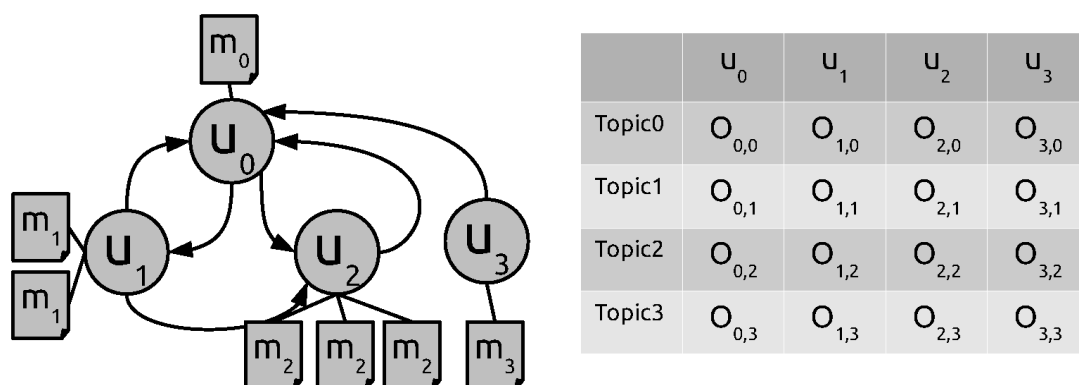 m0
u0
m1
u1
u2
u3
m1
m2 m2 m2 m3
u0 u1 u2 u3
Topic0 O0,0 O1,0 O2,0 O3,0
Topic1 O0,1 O1,1 O2,1 O3,1
Topic2 O0,2 O1,2 O2,2 O3,2
Topic3 O0,3 O1,3 O2,3 O3,3